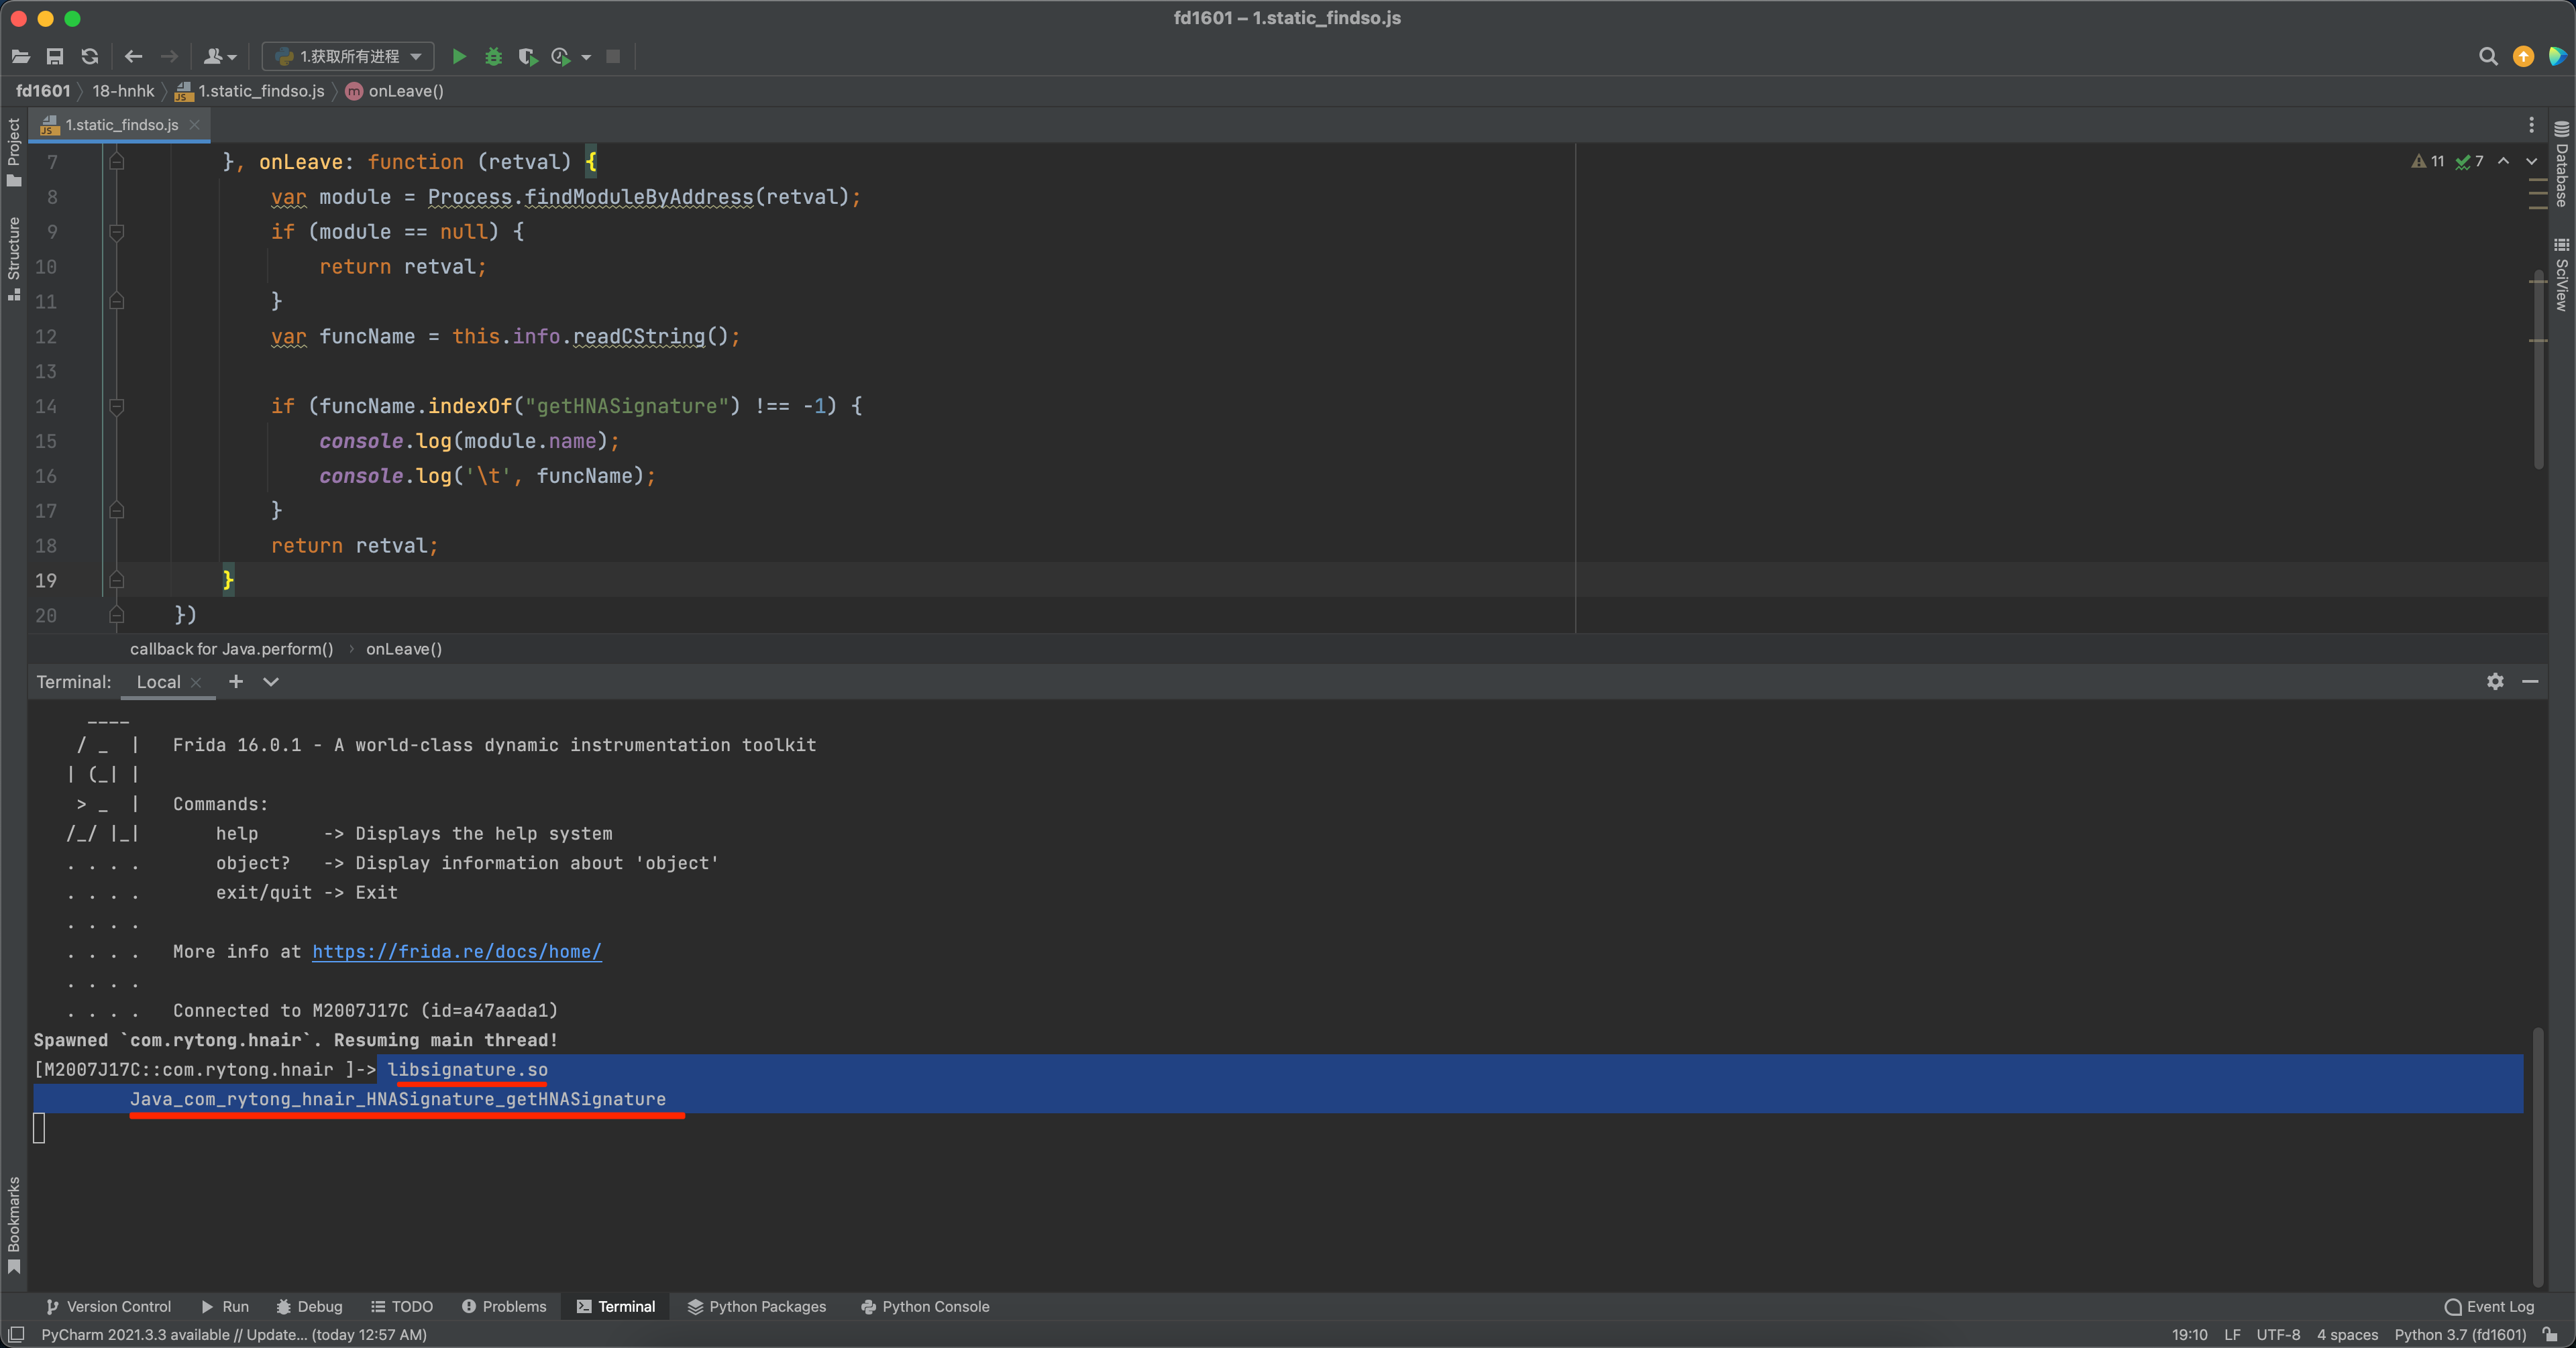 fd1601 – 1.static_findso.js
1.获取所有进程
fd1601 18-hnhk 1.static_findso.js onLeave()
1.static_findso.js
Project
Structure
Bookmarks
Database
SciView
11 7
7 }, onLeave: function (retval) {
8 var module = Process.findModuleByAddress(retval);
9 if (module == null) {
10 return retval;
11 }
12 var funcName = this.info.readCString();
13
14 if (funcName.indexOf("getHNASignature") !== -1) {
15 console.log(module.name);
16 console.log('\t', funcName);
17 }
18 return retval;
19 }
20 })
callback for Java.perform() › onLeave()
Terminal: Local
____
/ _ | Frida 16.0.1 - A world-class dynamic instrumentation toolkit
| (_| |
> _ | Commands:
/_/ |_| help -> Displays the help system
. . . . object? -> Display information about 'object'
. . . . exit/quit -> Exit
. . . .
. . . . More info at https://frida.re/docs/home/
. . . .
. . . . Connected to M2007J17C (id=a47aada1)
Spawned `com.rytong.hnair`. Resuming main thread!
[M2007J17C::com.rytong.hnair ]-> libsignature.so
Java_com_rytong_hnair_HNASignature_getHNASignature
Version Control Run Debug TODO Problems Terminal Python Packages Python Console Event Log
PyCharm 2021.3.3 available // Update... (today 12:57 AM) 19:10 LF UTF-8 4 spaces Python 3.7 (fd1601)